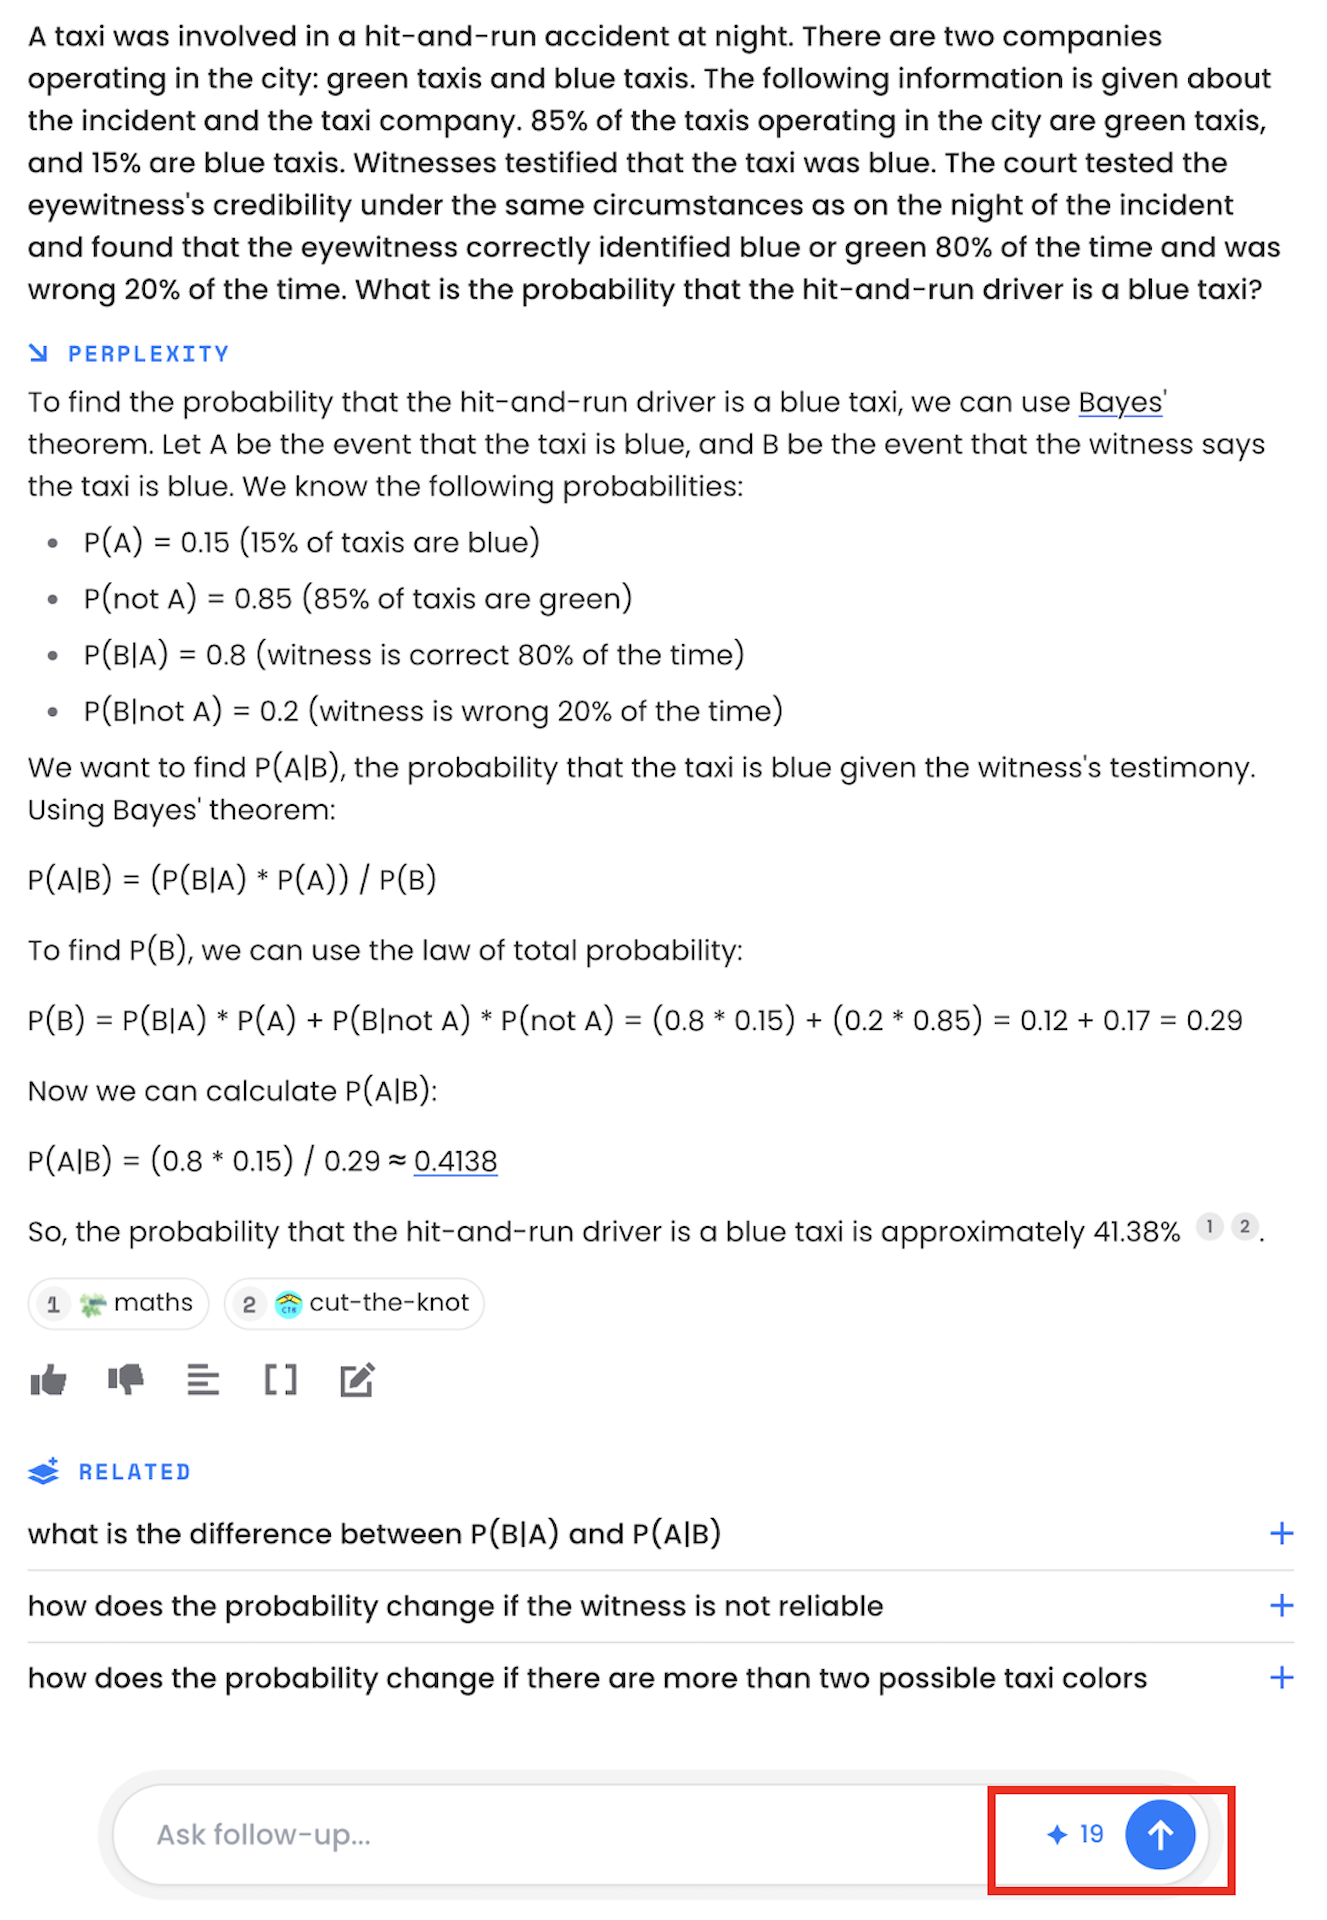 A taxi was involved in a hit-and-run accident at night. There are two companies
operating in the city: green taxis and blue taxis. The following information is given about
the incident and the taxi company. 85% of the taxis operating in the city are green taxis,
and 15% are blue taxis. Witnesses testified that the taxi was blue. The court tested the
eyewitness's credibility under the same circumstances as on the night of the incident
and found that the eyewitness correctly identified blue or green 80% of the time and was
wrong 20% of the time. What is the probability that the hit-and-run driver is a blue taxi?
PERPLEXITY
To find the probability that the hit-and-run driver is a blue taxi, we can use Bayes'
theorem. Let A be the event that the taxi is blue, and B be the event that the witness says
the taxi is blue. We know the following probabilities:
• P(A) = 0.15 (15% of taxis are blue)
• P(not A) = 0.85 (85% of taxis are green)
• P(B|A) = 0.8 (witness is correct 80% of the time)
• P(B|not A) = 0.2 (witness is wrong 20% of the time)
We want to find P(A|B), the probability that the taxi is blue given the witness's testimony.
Using Bayes' theorem:
P(A|B) = (P(B|A) * P(A)) / P(B)
To find P(B), we can use the law of total probability:
P(B) = P(B|A) * P(A) + P(B|not A) * P(not A) = (0.8 * 0.15) + (0.2 * 0.85) = 0.12 + 0.17 = 0.29
Now we can calculate P(A|B):
P(A|B) = (0.8 * 0.15) / 0.29 ≈ 0.4138
So, the probability that the hit-and-run driver is a blue taxi is approximately 41.38% 1 2.
1 maths 2 CTK cut-the-knot
RELATED
what is the difference between P(B|A) and P(A|B) +
how does the probability change if the witness is not reliable +
how does the probability change if there are more than two possible taxi colors +
Ask follow-up... 19